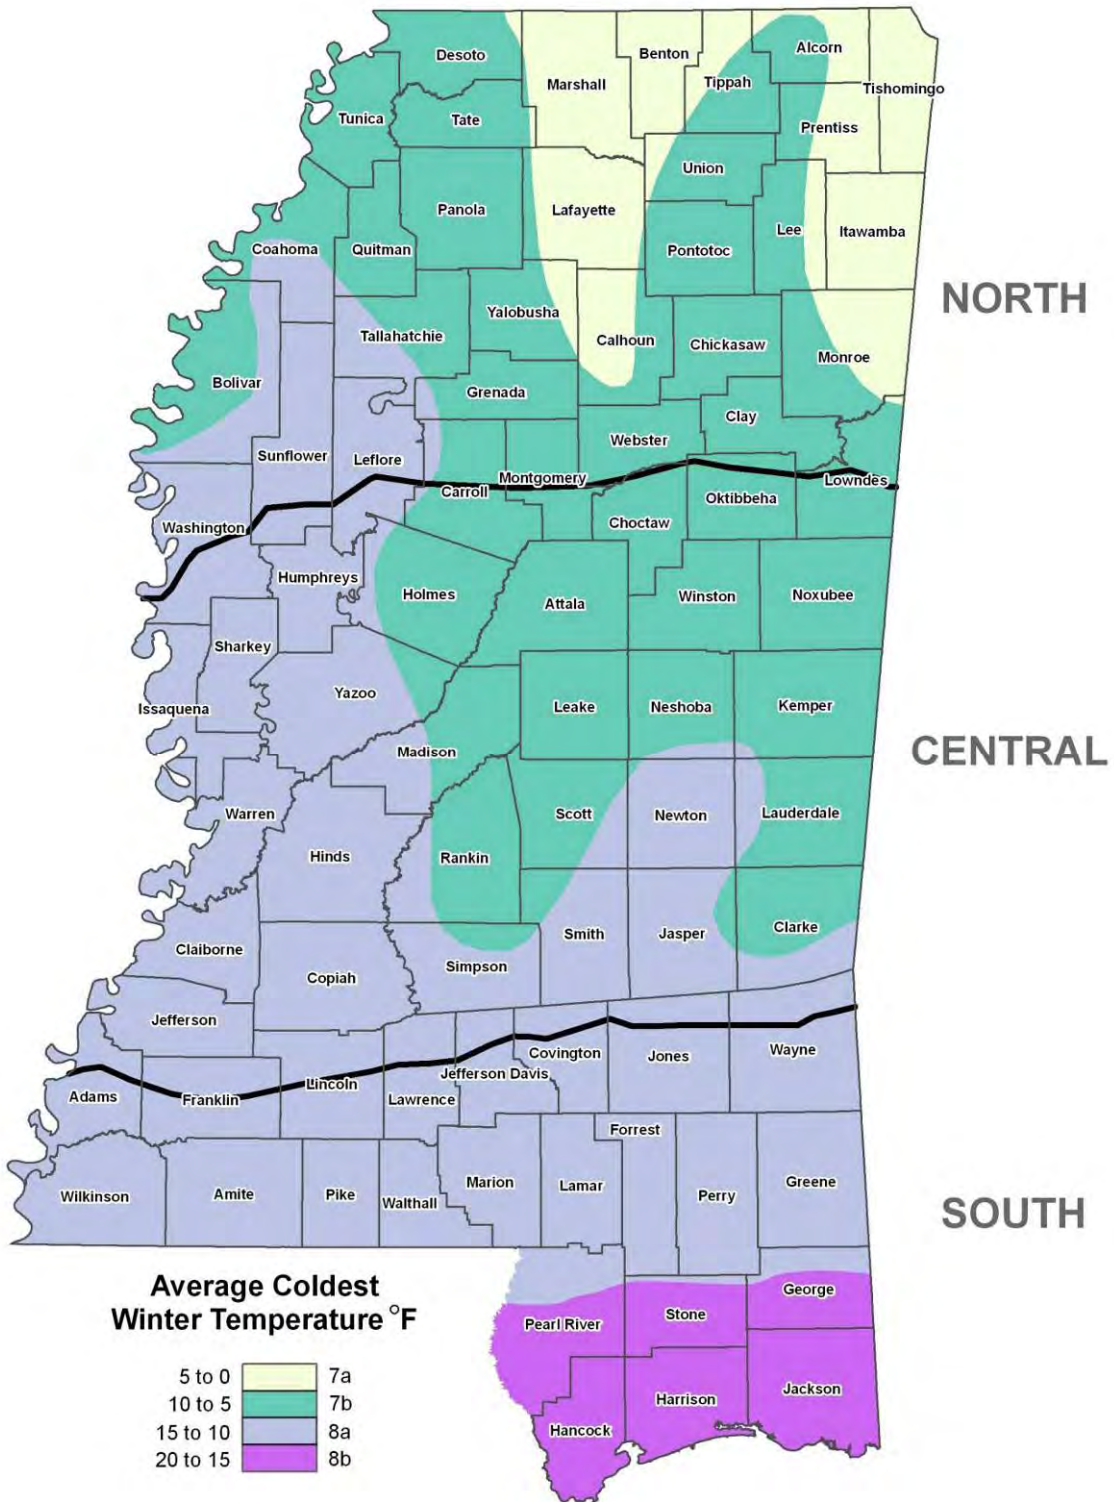 Desoto
Marshall
Benton
Tippah
Alcorn
Tishomingo
Tunica
Tate
Prentiss
Union
Panola
Lafayette
Lee
Itawamba
Coahoma
Quitman
Pontotoc
NORTH
Yalobusha
Tallahatchie
Calhoun
Chickasaw
Monroe
Bolivar
Grenada
Clay
Webster
Sunflower
Leflore
Montgomery
Lowndes
Carroll
Oktibbeha
Washington
Choctaw
Humphreys
Holmes
Attala
Winston
Noxubee
Sharkey
Yazoo
Issaquena
Leake
Neshoba
Kemper
Madison
CENTRAL
Warren
Scott
Newton
Lauderdale
Hinds
Rankin
Claiborne
Smith
Jasper
Clarke
Copiah
Simpson
Jefferson
Covington
Jones
Wayne
Jefferson Davis
Lincoln
Adams
Franklin
Lawrence
Forrest
Wilkinson
Amite
Pike
Walthall
Marion
Lamar
Perry
Greene
SOUTH
Average Coldest
Winter Temperature °F
George
Stone
Pearl River
5 to 0 7a
10 to 5 7b
15 to 10 8a
20 to 15 8b
Jackson
Harrison
Hancock